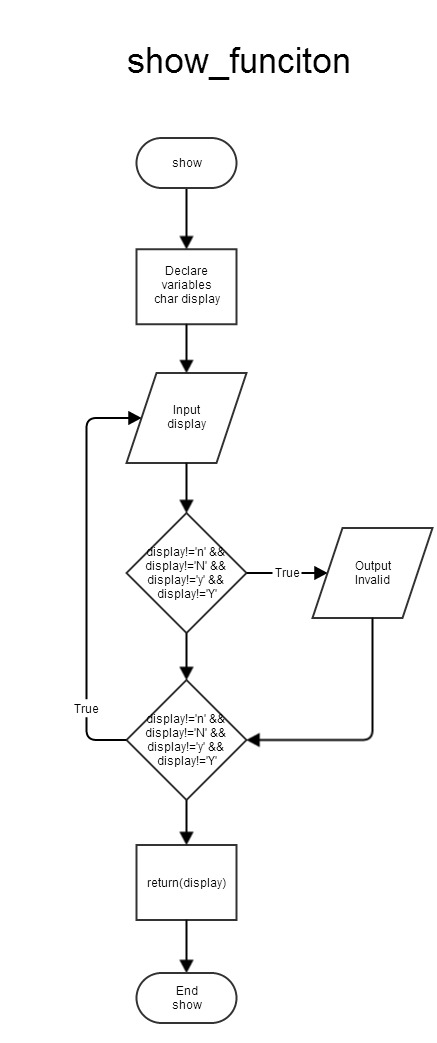 show_funciton
show
Declare
variables
char display
Input
display
display!='n' &&
display!='N' &&
display!='y' &&
display!='Y'
True
Output
Invalid
True
display!='n' &&
display!='N' &&
display!='y' &&
display!='Y'
return(display)
End
show